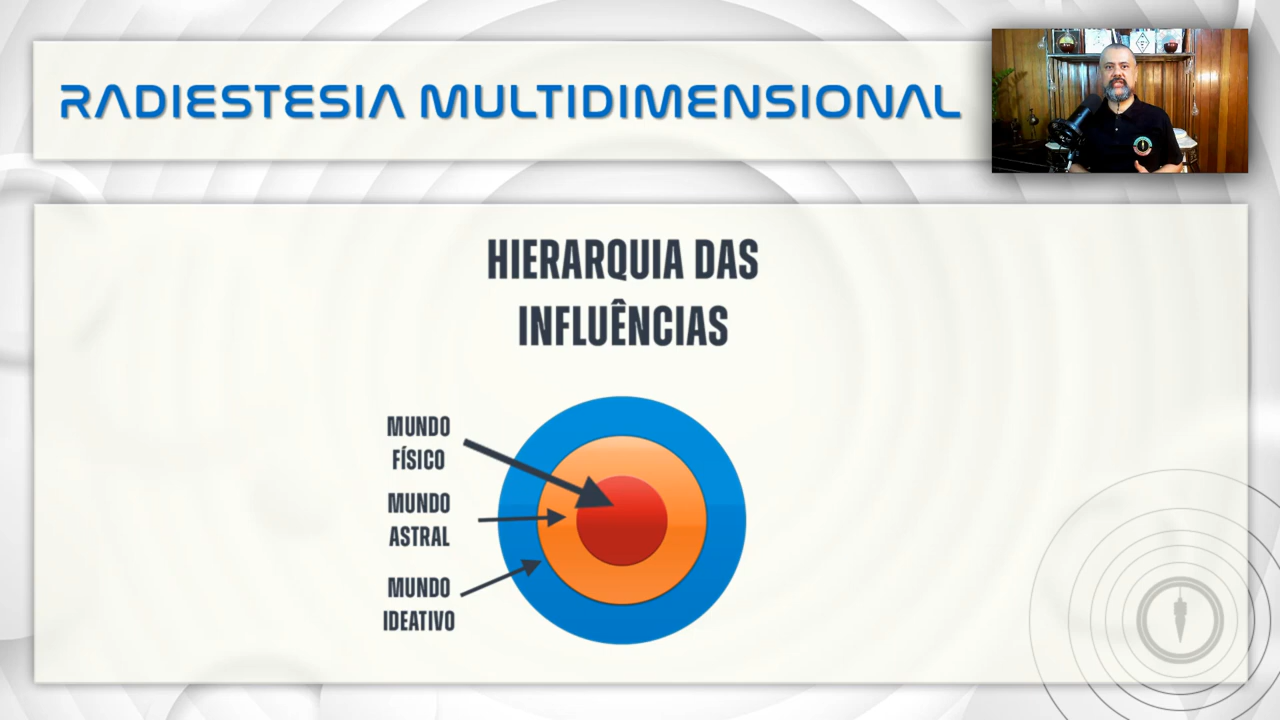 RADIESTESIA MULTIDIMENSIONAL
HIERARQUIA DAS
INFLUÊNCIAS
MUNDO
FÍSICO
MUNDO
ASTRAL
MUNDO
IDEATIVO